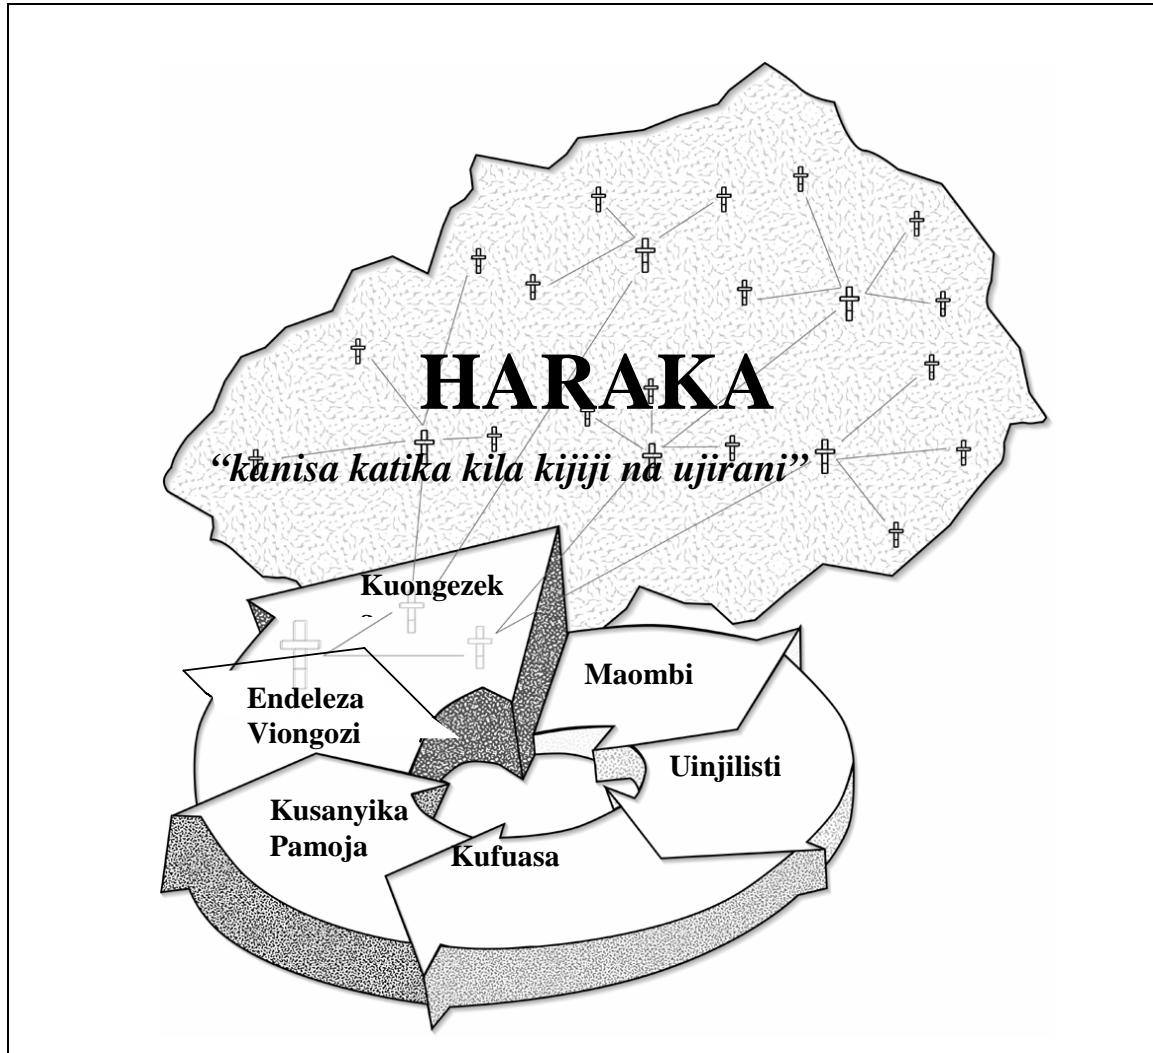 HARAKA
“kanisa katika kila kijiji na ujirani”
Kuongezek
Maombi
Endeleza
Viongozi
Uinjilisti
Kusanyika
Pamoja
Kufuasa